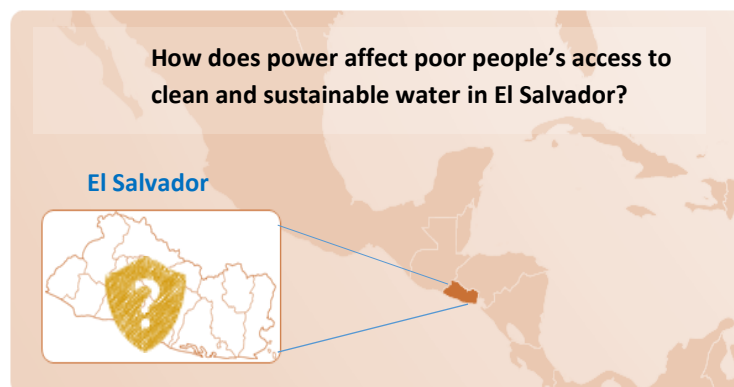 How does power affect poor people’s access to
clean and sustainable water in El Salvador?
El Salvador
?